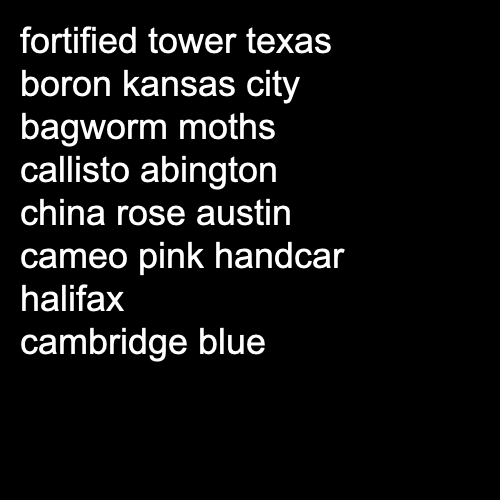 fortified tower texas
boron kansas city
bagworm moths
callisto abington
china rose austin
cameo pink handcar
halifax
cambridge blue